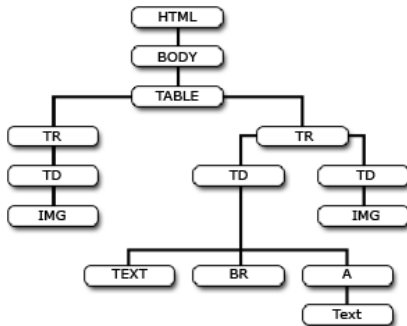 HTML
BODY
TABLE
TR
TR
TD
TD
TD
IMG
IMG
TEXT
BR
A
Text